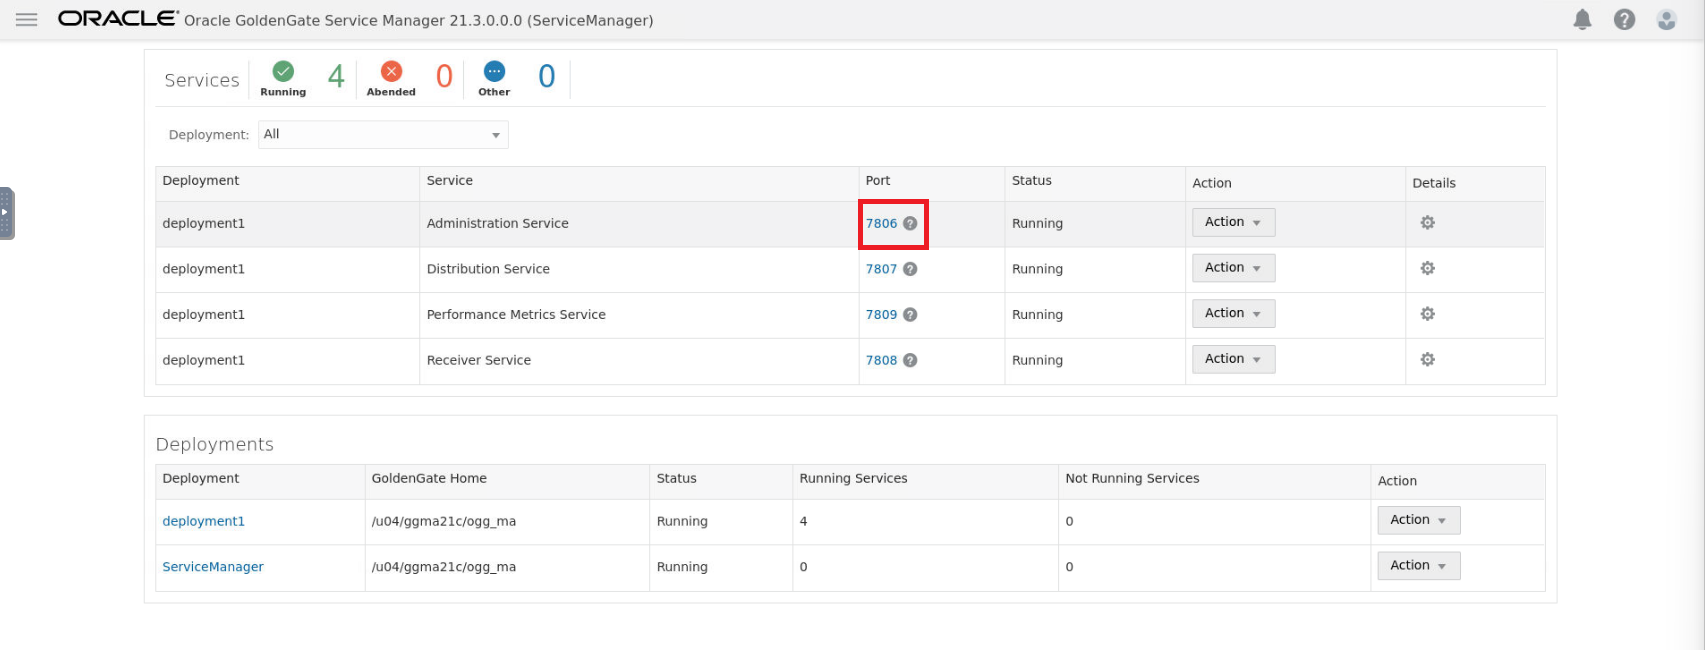 ORACLE® Oracle GoldenGate Service Manager 21.3.0.0.0 (ServiceManager)
Services Running 4 Abended 0 Other 0
Deployment: All
Deployment Service Port Status Action Details
deployment1 Administration Service 7806 Running Action
deployment1 Distribution Service 7807 Running Action
deployment1 Performance Metrics Service 7809 Running Action
deployment1 Receiver Service 7808 Running Action
Deployments
Deployment GoldenGate Home Status Running Services Not Running Services Action
deployment1 /u04/ggma21c/ogg_ma Running 4 0 Action
ServiceManager /u04/ggma21c/ogg_ma Running 0 0 Action